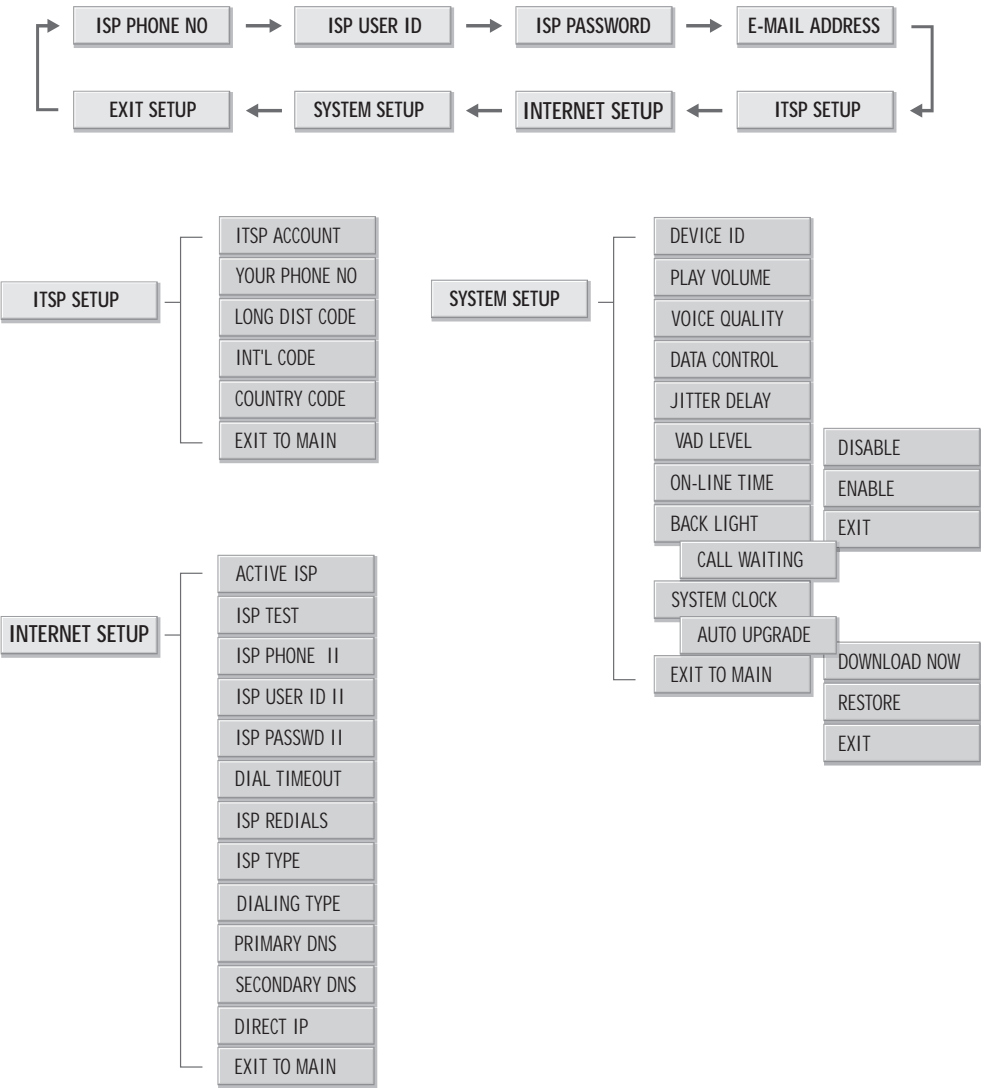 ISP PHONE NO
ISP USER ID
ISP PASSWORD
E-MAIL ADDRESS
EXIT SETUP
SYSTEM SETUP
INTERNET SETUP
ITSP SETUP
ITSP SETUP
ITSP ACCOUNT
YOUR PHONE NO
LONG DIST CODE
INT'L CODE
COUNTRY CODE
EXIT TO MAIN
SYSTEM SETUP
DEVICE ID
PLAY VOLUME
VOICE QUALITY
DATA CONTROL
JITTER DELAY
VAD LEVEL
ON-LINE TIME
BACK LIGHT
CALL WAITING
DISABLE
ENABLE
EXIT
SYSTEM CLOCK
AUTO UPGRADE
DOWNLOAD NOW
RESTORE
EXIT
EXIT TO MAIN
INTERNET SETUP
ACTIVE ISP
ISP TEST
ISP PHONE II
ISP USER ID II
ISP PASSWD II
DIAL TIMEOUT
ISP REDIALS
ISP TYPE
DIALING TYPE
PRIMARY DNS
SECONDARY DNS
DIRECT IP
EXIT TO MAIN